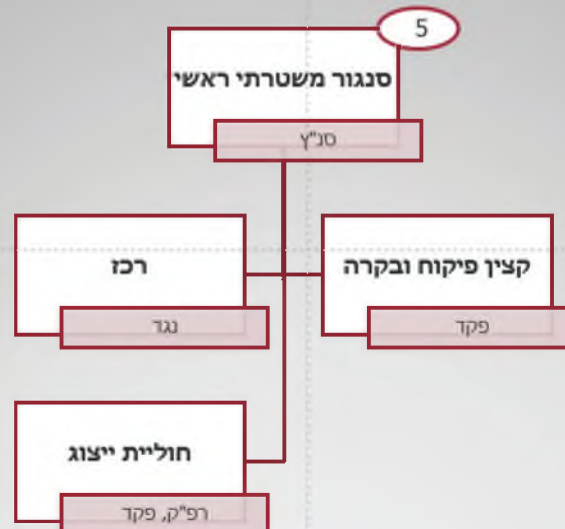 5
סנגור משטרתי ראשי
סנ"ץ
קצין פיקוח ובקרה
פקד
רכז
נגד
חוליית ייצוג
רפ"ק, פקד